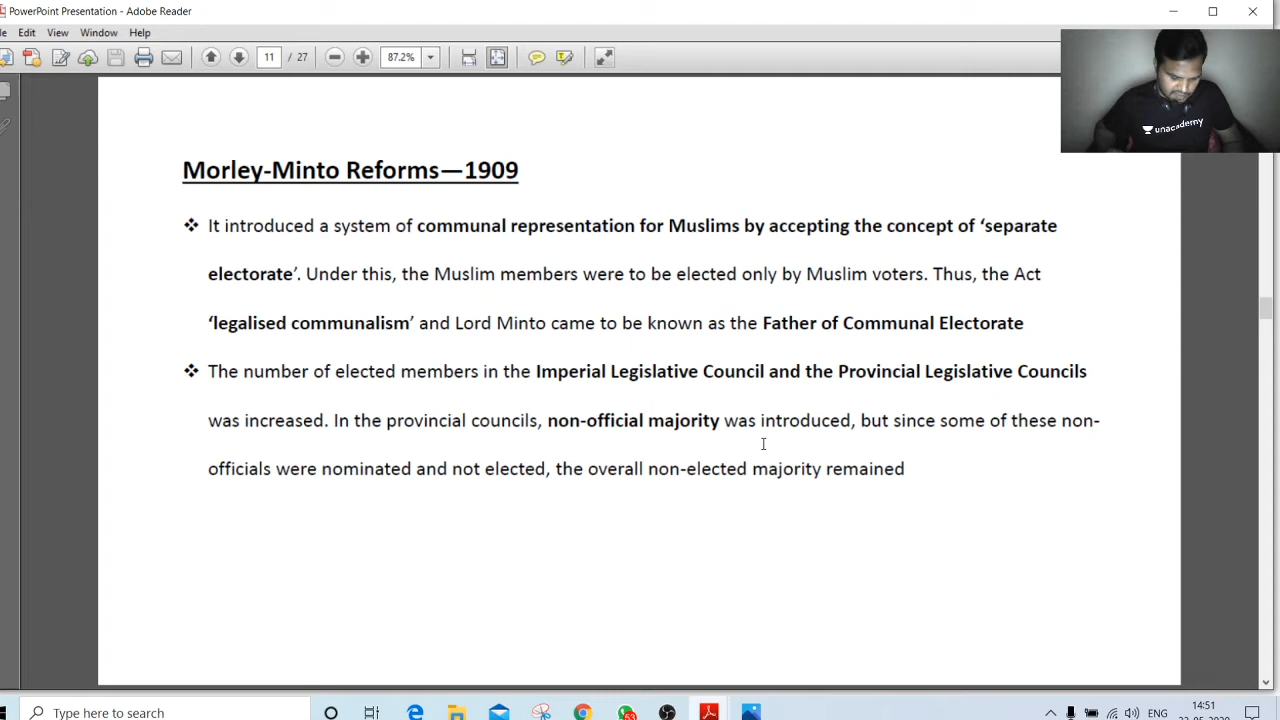 PowerPoint Presentation - Adobe Reader
Edit View Window Help
11 / 27 87.2%
unacademy
Morley-Minto Reforms—1909
❖ It introduced a system of communal representation for Muslims by accepting the concept of ‘separate
electorate’. Under this, the Muslim members were to be elected only by Muslim voters. Thus, the Act
‘legalised communalism’ and Lord Minto came to be known as the Father of Communal Electorate
❖ The number of elected members in the Imperial Legislative Council and the Provincial Legislative Councils
was increased. In the provincial councils, non-official majority was introduced, but since some of these non-
officials were nominated and not elected, the overall non-elected majority remained
14:51
Type here to search ENG